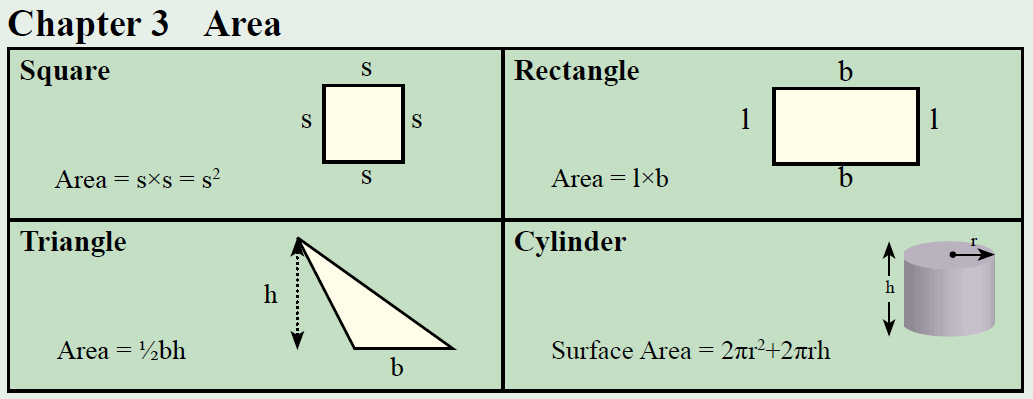 Chapter 3 Area
Square
s
s
s
s
Area = s×s = s²
Rectangle
b
l
l
b
Area = l×b
Triangle
h
b
Area = ½bh
Cylinder
r
h
Surface Area = 2πr²+2πrh